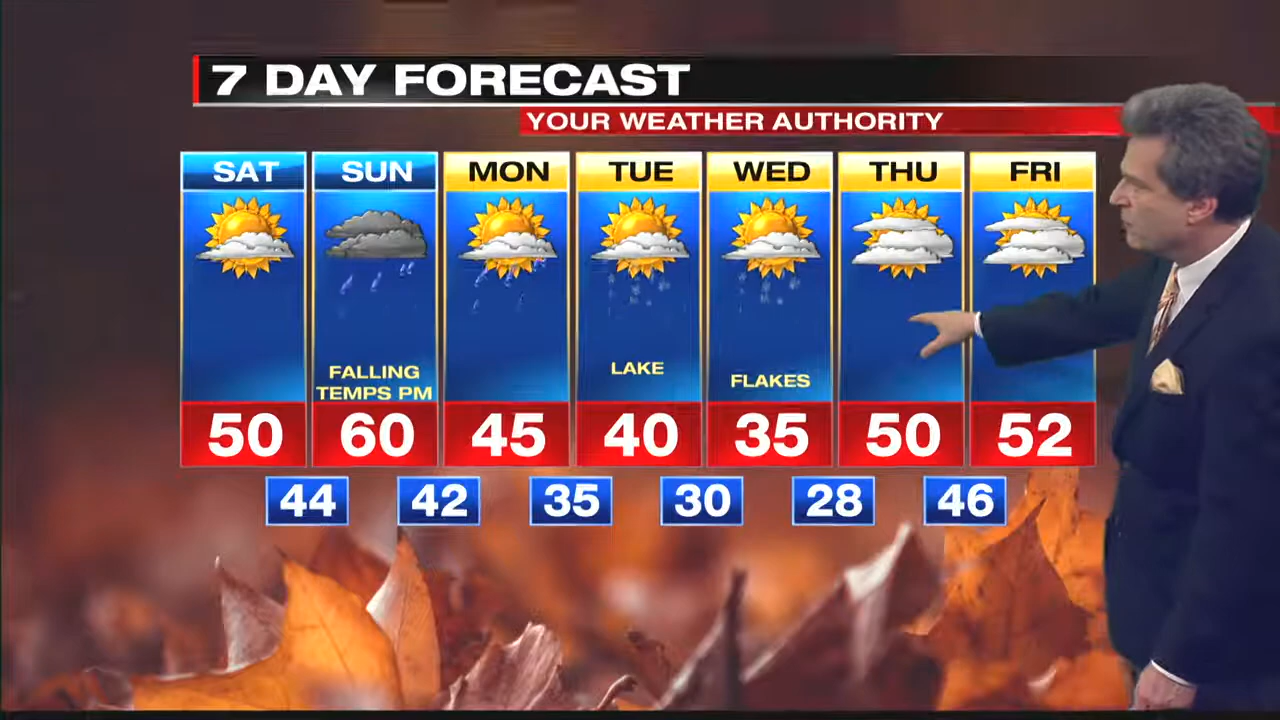 7 DAY FORECAST
YOUR WEATHER AUTHORITY
SAT SUN MON TUE WED THU FRI
FALLING
TEMPS PM
LAKE
FLAKES
50 60 45 40 35 50 52
44 42 35 30 28 46